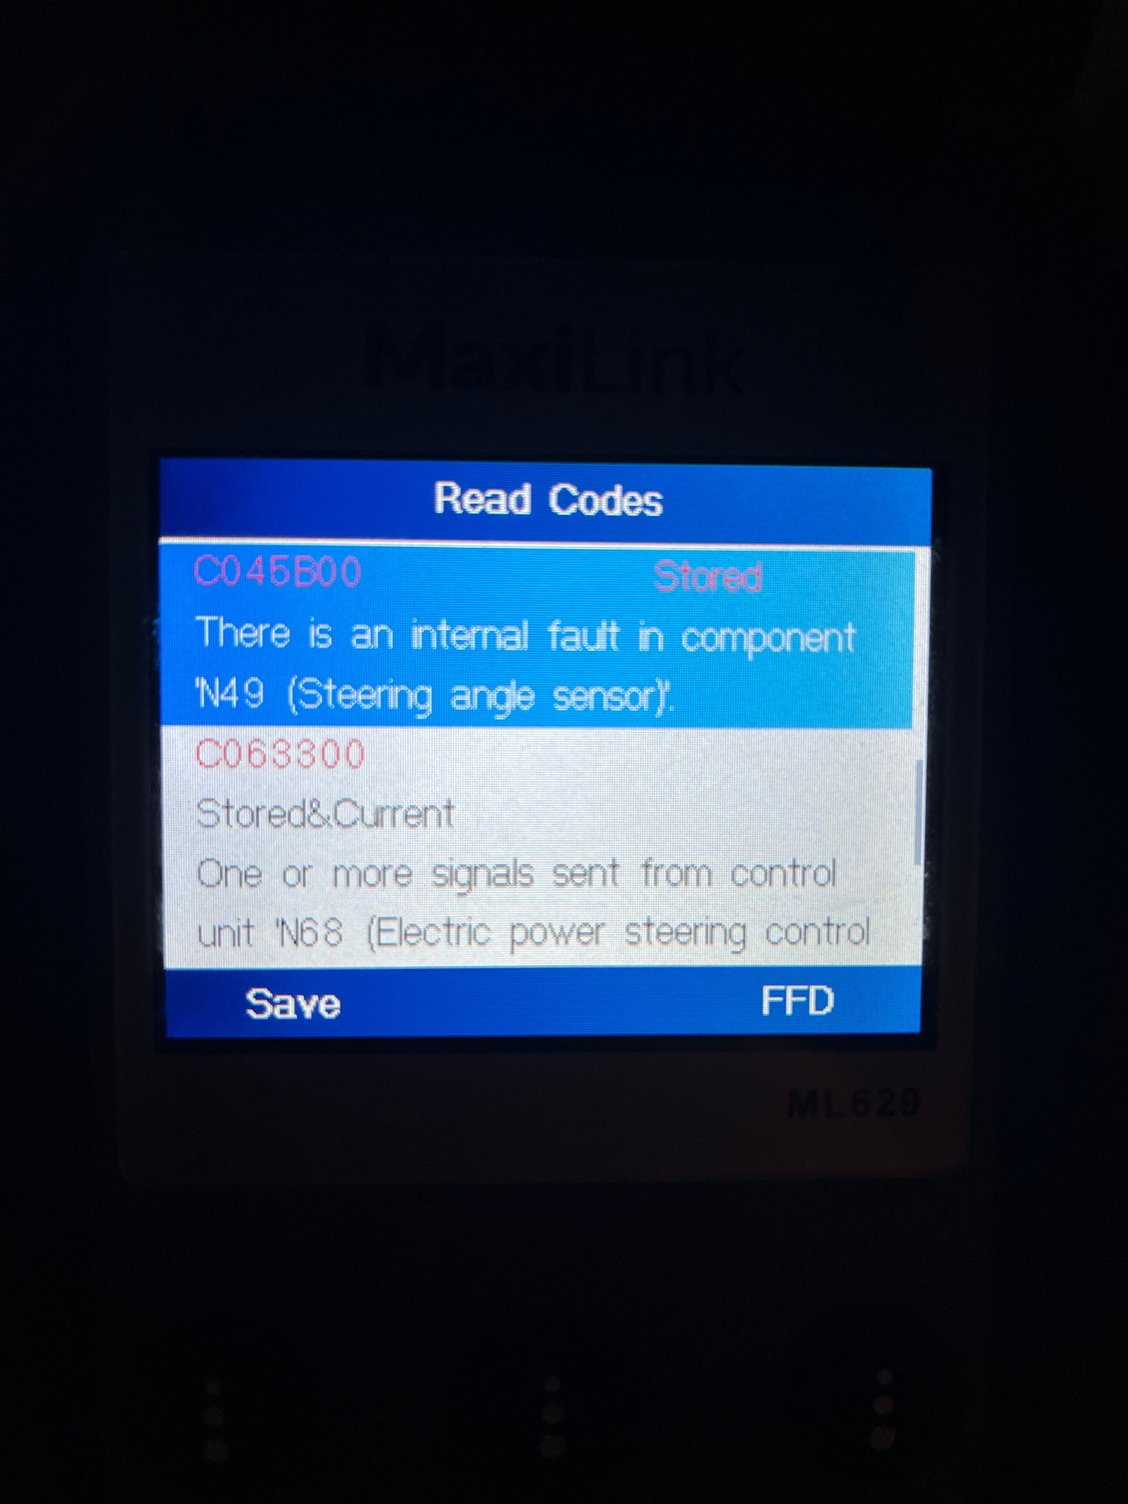 MaxiLink
Read Codes
C045B00 Stored
There is an internal fault in component
'N49 (Steering angle sensor)'.
C063300
Stored&Current
One or more signals sent from control
unit 'N68 (Electric power steering control
Save FFD
ML629